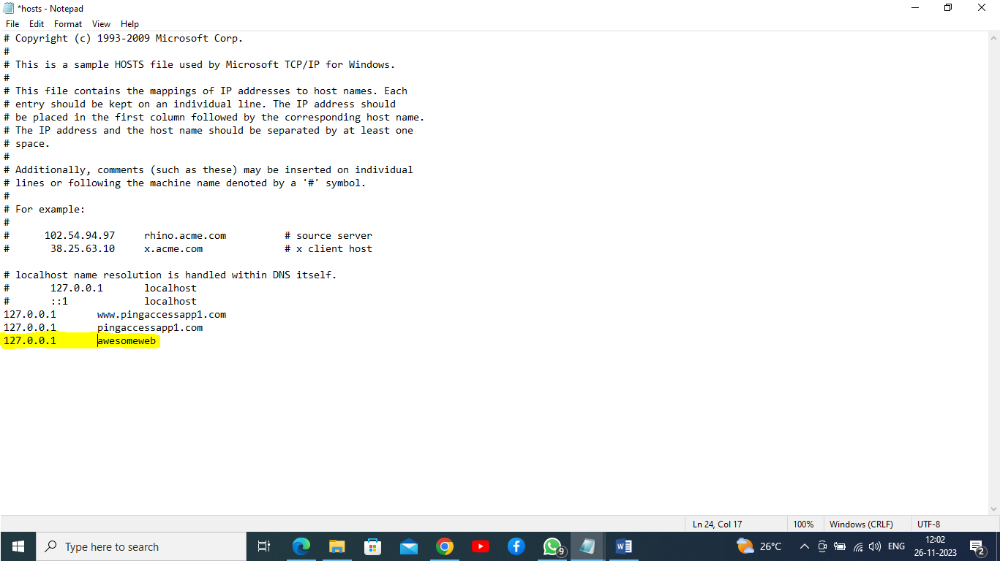 *hosts - Notepad
File Edit Format View Help
# Copyright (c) 1993-2009 Microsoft Corp.
#
# This is a sample HOSTS file used by Microsoft TCP/IP for Windows.
#
# This file contains the mappings of IP addresses to host names. Each
# entry should be kept on an individual line. The IP address should
# be placed in the first column followed by the corresponding host name.
# The IP address and the host name should be separated by at least one
# space.
#
# Additionally, comments (such as these) may be inserted on individual
# lines or following the machine name denoted by a '#' symbol.
#
# For example:
#
#      102.54.94.97     rhino.acme.com          # source server
#       38.25.63.10     x.acme.com              # x client host
# localhost name resolution is handled within DNS itself.
#       127.0.0.1       localhost
#       ::1             localhost
127.0.0.1       www.pingaccessapp1.com
127.0.0.1       pingaccessapp1.com
127.0.0.1       awesomeweb
Ln 24, Col 17 100% Windows (CRLF) UTF-8
Type here to search 9 26°C ENG 12:02
26-11-2023 2